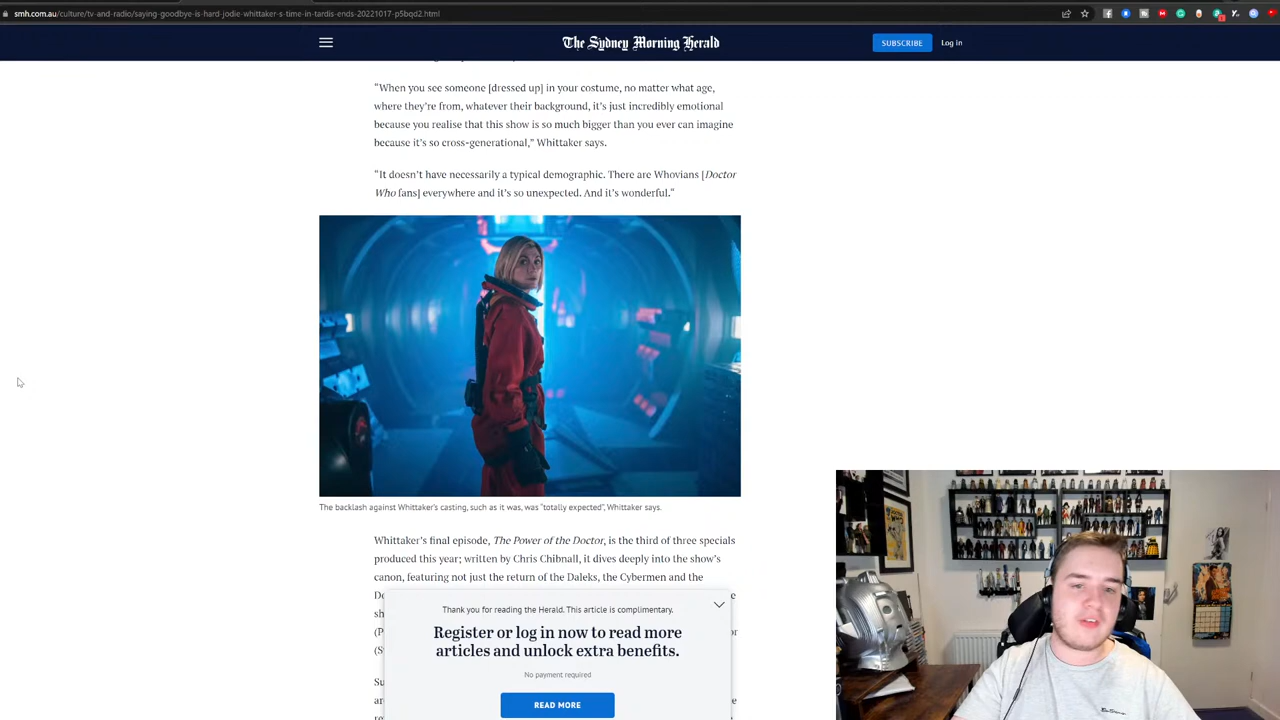 smh.com.au/culture/tv-and-radio/saying-goodbye-is-hard-jodie-whittaker-s-time-in-tardis-ends-20221017-p5bqd2.html
The Sydney Morning Herald
SUBSCRIBE
Log in
"When you see someone [dressed up] in your costume, no matter what age,
where they're from, whatever their background, it's just incredibly emotional
because you realise that this show is so much bigger than you ever can imagine
because it's so cross-generational," Whittaker says.
"It doesn't have necessarily a typical demographic. There are Whovians [Doctor
Who fans] everywhere and it's so unexpected. And it's wonderful."
The backlash against Whittaker's casting, such as it was, was "totally expected", Whittaker says.
Whittaker's final episode, The Power of the Doctor, is the third of three specials
produced this year; written by Chris Chibnall, it dives deeply into the show's
canon, featuring not just the return of the Daleks, the Cybermen and the
Thank you for reading the Herald. This article is complimentary.
Register or log in now to read more
articles and unlock extra benefits.
No payment required
READ MORE